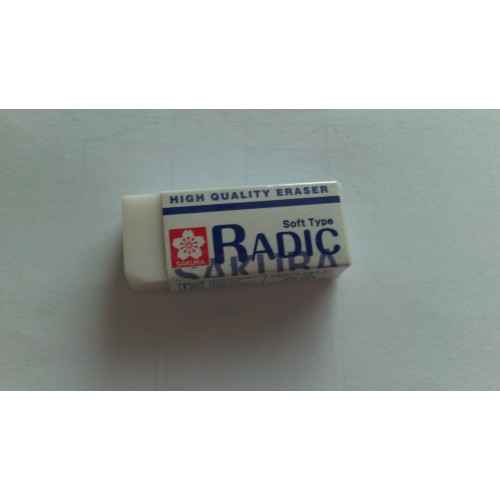 HIGH QUALITY ERASER
Soft Type
RADIC
SAKURA
SAKURA